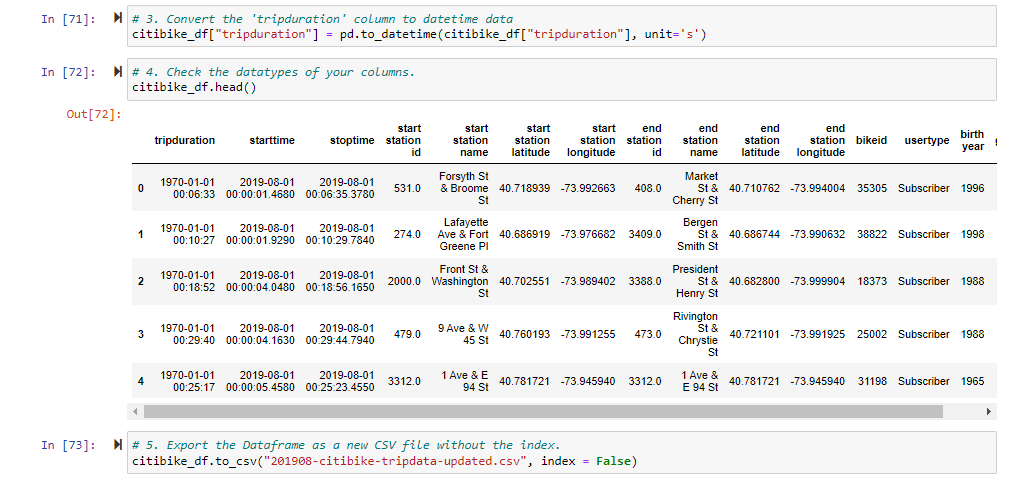 In [71]:
# 3. Convert the 'tripduration' column to datetime data
citibike_df["tripduration"] = pd.to_datetime(citibike_df["tripduration"], unit='s')
In [72]:
# 4. Check the datatypes of your columns.
citibike_df.head()
Out[72]:
tripduration starttime stoptime start station id start station name start station latitude start station longitude end station id end station name end station latitude end station longitude bikeid usertype birth year
0 1970-01-01 00:06:33 2019-08-01 00:00:01.4680 2019-08-01 00:06:35.3780 531.0 Forsyth St & Broome St 40.718939 -73.992663 408.0 Market St & Cherry St 40.710762 -73.994004 35305 Subscriber 1996
1 1970-01-01 00:10:27 2019-08-01 00:00:01.9290 2019-08-01 00:10:29.7840 274.0 Lafayette Ave & Fort Greene Pl 40.686919 -73.976682 3409.0 Bergen St & Smith St 40.686744 -73.990632 38822 Subscriber 1998
2 1970-01-01 00:18:52 2019-08-01 00:00:04.0480 2019-08-01 00:18:56.1650 2000.0 Front St & Washington St 40.702551 -73.989402 3388.0 President St & Henry St 40.682800 -73.999904 18373 Subscriber 1988
3 1970-01-01 00:29:40 2019-08-01 00:00:04.1630 2019-08-01 00:29:44.7940 479.0 9 Ave & W 45 St 40.760193 -73.991255 473.0 Rivington St & Chrystie St 40.721101 -73.991925 25002 Subscriber 1988
4 1970-01-01 00:25:17 2019-08-01 00:00:05.4580 2019-08-01 00:25:23.4550 3312.0 1 Ave & E 94 St 40.781721 -73.945940 3312.0 1 Ave & E 94 St 40.781721 -73.945940 31198 Subscriber 1965
In [73]:
# 5. Export the Dataframe as a new CSV file without the index.
citibike_df.to_csv("201908-citibike-tripdata-updated.csv", index = False)